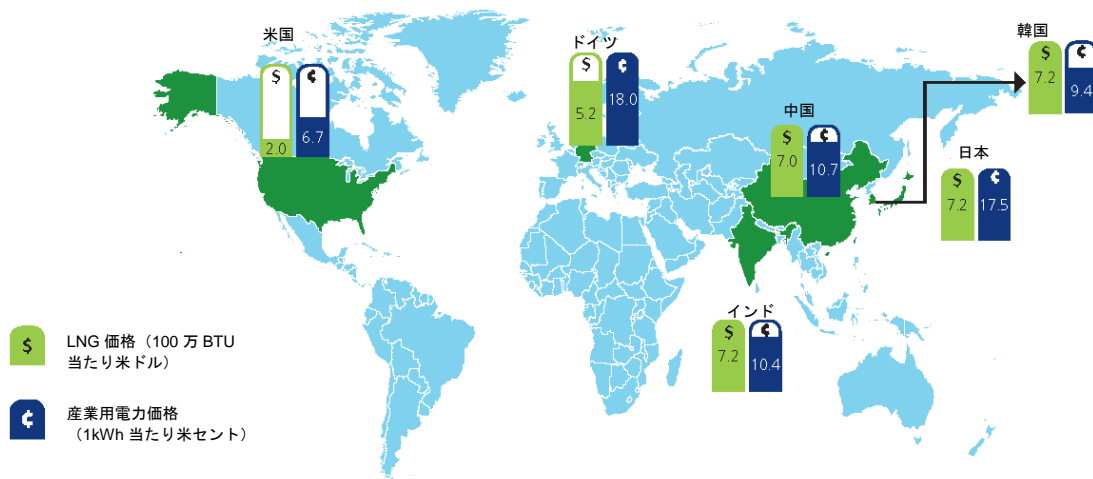 米国
$
¢
2.0
6.7
ドイツ
$
¢
5.2
18.0
中国
$
¢
7.0
10.7
韓国
$
¢
7.2
9.4
日本
$
¢
7.2
17.5
インド
$
¢
7.2
10.4
$
LNG 価格（100 万 BTU
当たり米ドル）
¢
産業用電力価格
（1kWh 当たり米セント）